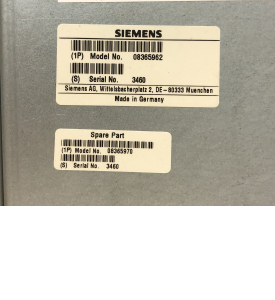 SIEMENS
(1P) Model No. 08365962
(S) Serial No. 3460
Siemens AG, Wittelsbacherplatz 2, DE-80333 Muenchen
Made in Germany
Spare Part
(1P) Model No. 08365970
(S) Serial No. 3460